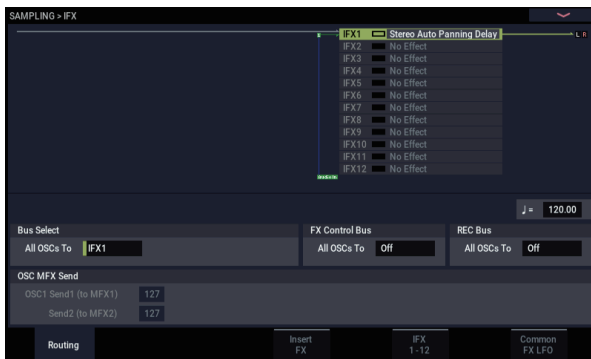 SAMPLING > IFX
IFX1 Stereo Auto Panning Delay L R
IFX2 No Effect
IFX3 No Effect
IFX4 No Effect
IFX5 No Effect
IFX6 No Effect
IFX7 No Effect
IFX8 No Effect
IFX9 No Effect
IFX10 No Effect
IFX11 No Effect
IFX12 No Effect
♩ = 120.00
Bus Select
All OSCs To IFX1
FX Control Bus
All OSCs To Off
REC Bus
All OSCs To Off
OSC MFX Send
OSC1 Send1 (to MFX1) 127
Send2 (to MFX2) 127
Routing
Insert
FX
IFX
1-12
Common
FX LFO